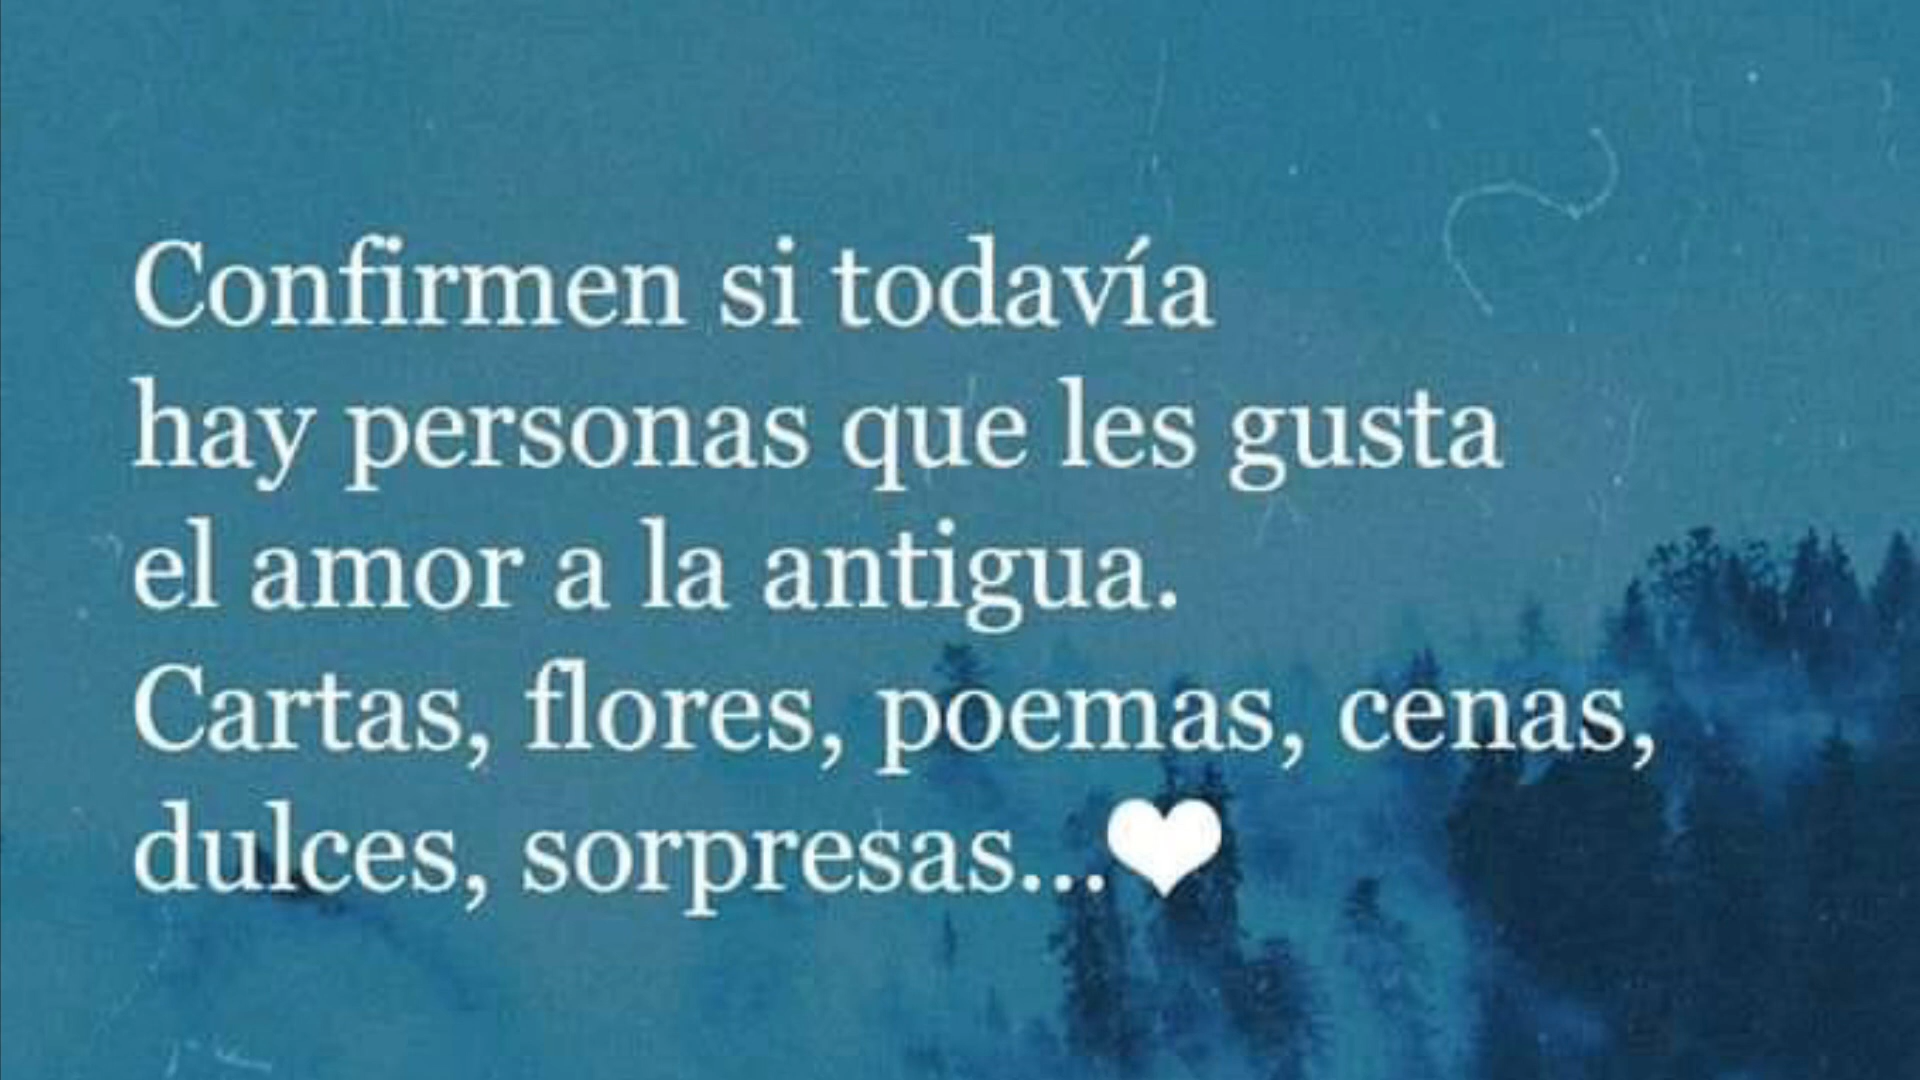 Confirmen si todavía
hay personas que les gusta
el amor a la antigua.
Cartas, flores, poemas, cenas,
dulces, sorpresas...❤